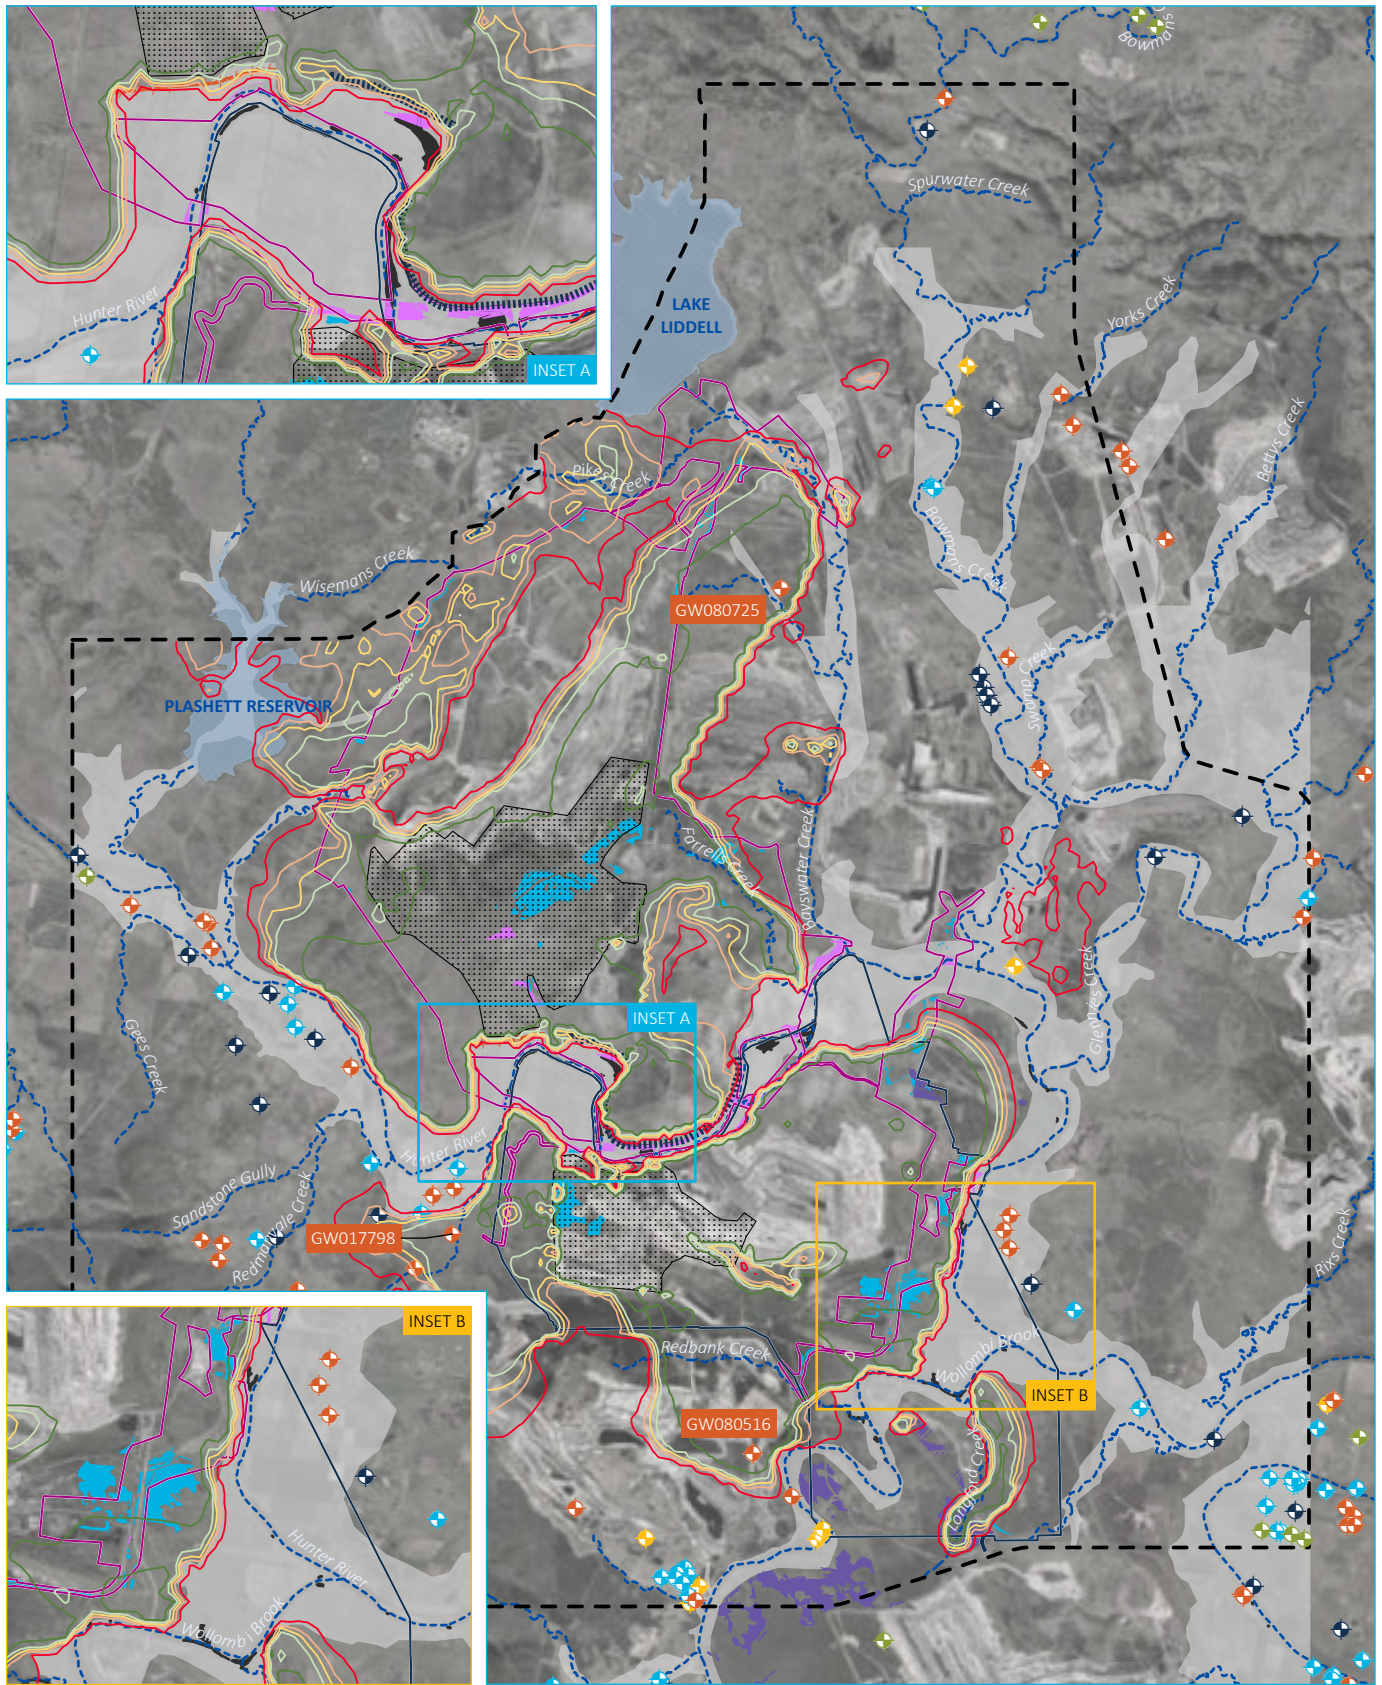 Bowmans
Spurwater Creek
Hunter River
INSET A
LAKE
LIDDELL
Yorks Creek
Bettys Creek
Pikes Creek
Bowmans Creek
Wisemans Creek
GW080725
Swamp Creek
PLASHETT RESERVOIR
Farrells Creek
Bayswater Creek
Glennies Creek
INSET A
Gees Creek
Hunter River
Sandstone Gully
Redmanvale Creek
GW017798
Rixs Creek
INSET B
Redbank Creek
Wollombi Brook
INSET B
GW080516
Longford Creek
Hunter River
Wollombi Brook